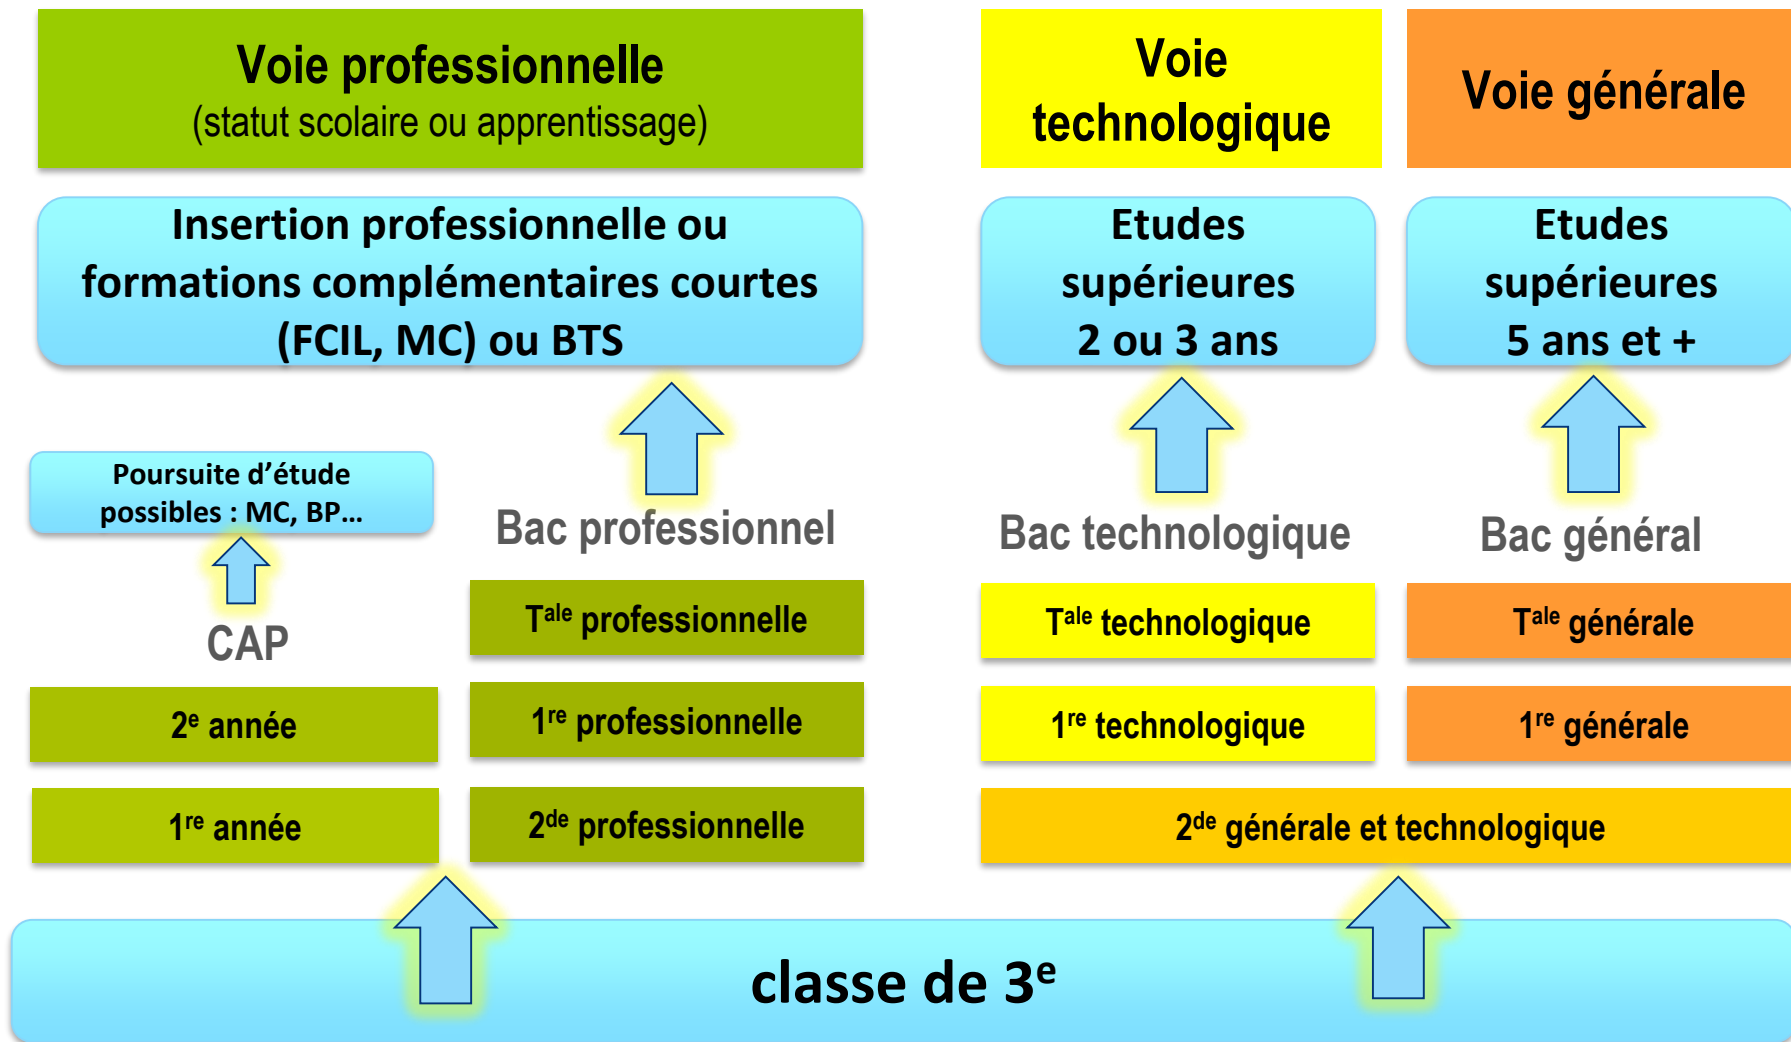 Voie professionnelle
(statut scolaire ou apprentissage)
Voie
technologique
Voie générale
Insertion professionnelle ou
formations complémentaires courtes
(FCIL, MC) ou BTS
Etudes
supérieures
2 ou 3 ans
Etudes
supérieures
5 ans et +
Poursuite d’étude
possibles : MC, BP…
CAP
2e année
1re année
Bac professionnel
Tale professionnelle
1re professionnelle
2de professionnelle
Bac technologique
Tale technologique
1re technologique
Bac général
Tale générale
1re générale
2de générale et technologique
classe de 3e